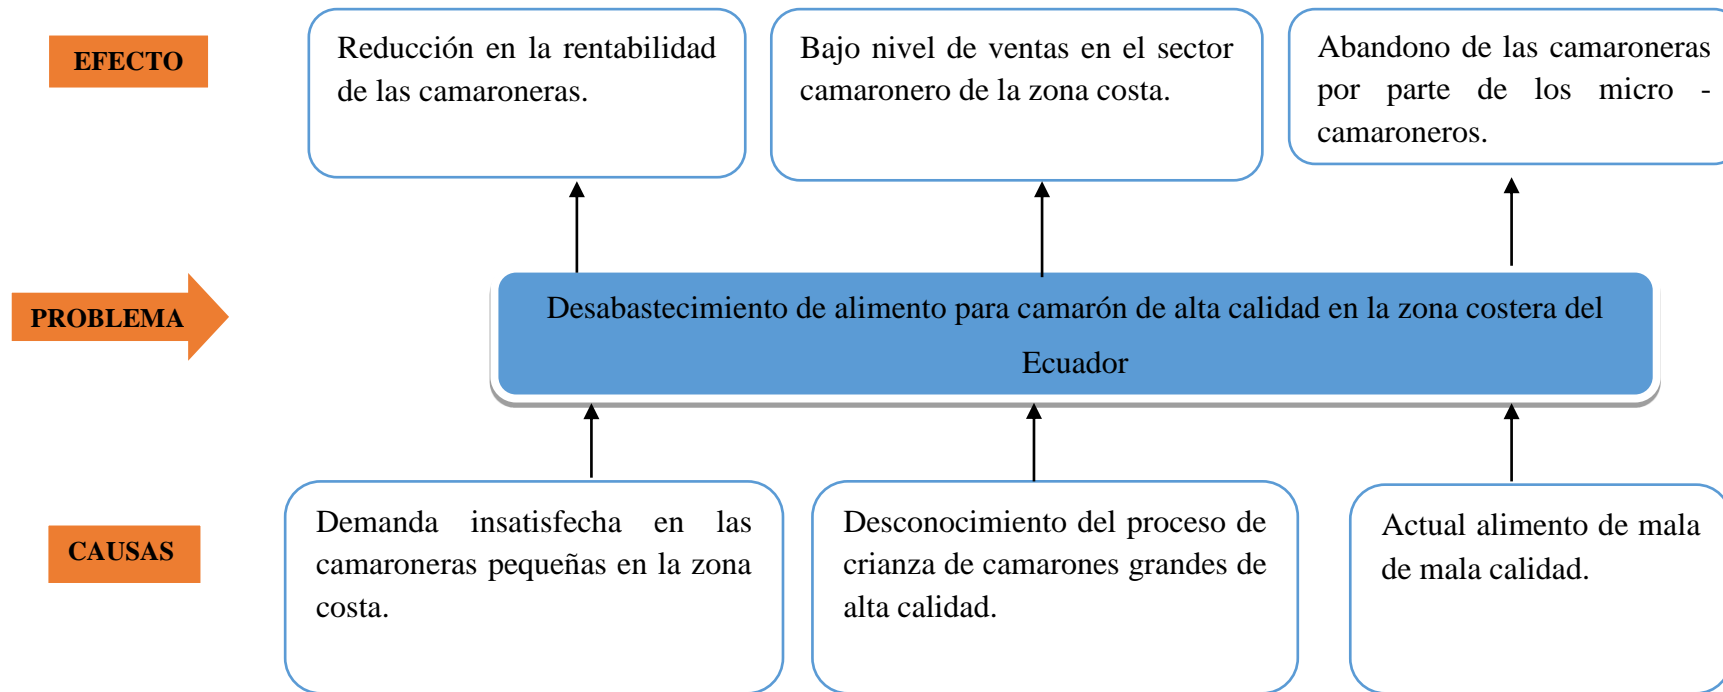 EFECTO
Reducción en la rentabilidad
de las camaroneras.
Bajo nivel de ventas en el sector
camaronero de la zona costa.
Abandono de las camaroneras
por parte de los micro -
camaroneros.
PROBLEMA
Desabastecimiento de alimento para camarón de alta calidad en la zona costera del
Ecuador
CAUSAS
Demanda insatisfecha en las
camaroneras pequeñas en la zona
costa.
Desconocimiento del proceso de
crianza de camarones grandes de
alta calidad.
Actual alimento de mala
de mala calidad.